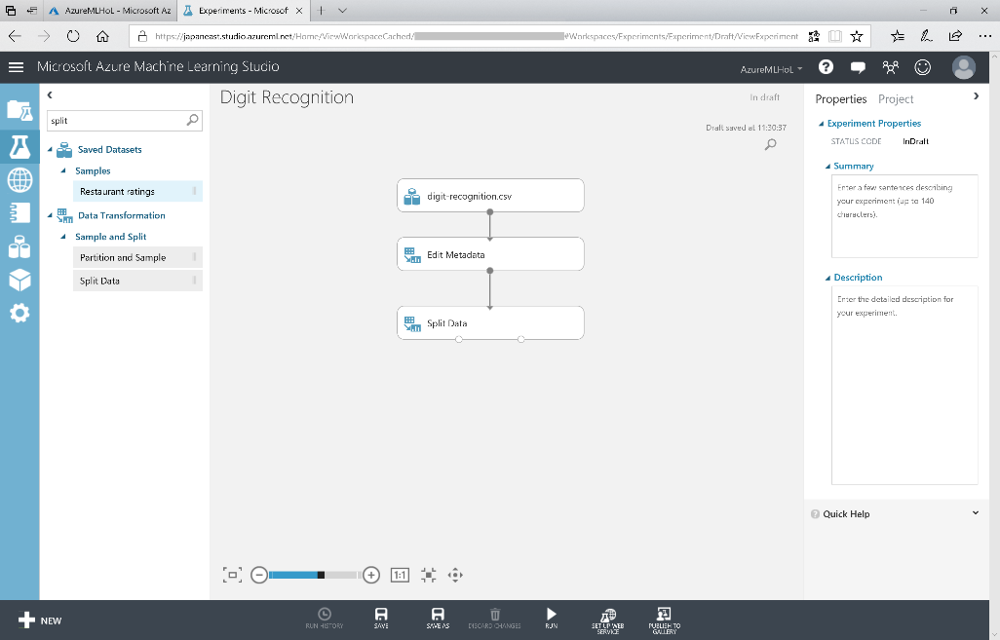 AzureMLHoL - Microsoft Az
Experiments - Microsof
https://japaneast.studio.azureml.net/Home/ViewWorkspaceCached/
#Workspaces/Experiments/Experiment/Draft/ViewExperiment
Microsoft Azure Machine Learning Studio
AzureMLHoL
split
Saved Datasets
Samples
Restaurant ratings
Data Transformation
Sample and Split
Partition and Sample
Split Data
Digit Recognition
In draft
Draft saved at 11:30:37
digit-recognition.csv
Edit Metadata
Split Data
1:1
Properties Project
Experiment Properties
STATUS CODE InDraft
Summary
Enter a few sentences describing
your experiment (up to 140
characters).
Description
Enter the detailed description for
your experiment.
Quick Help
NEW
RUN HISTORY
SAVE
SAVE AS
DISCARD CHANGES
RUN
SET UP WEB
SERVICE
PUBLISH TO
GALLERY